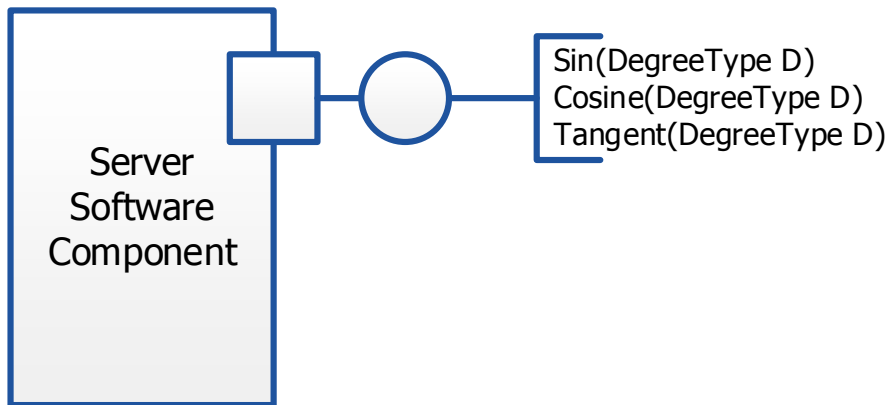 Sin(DegreeType D)
Cosine(DegreeType D)
Tangent(DegreeType D)
Server
Software
Component